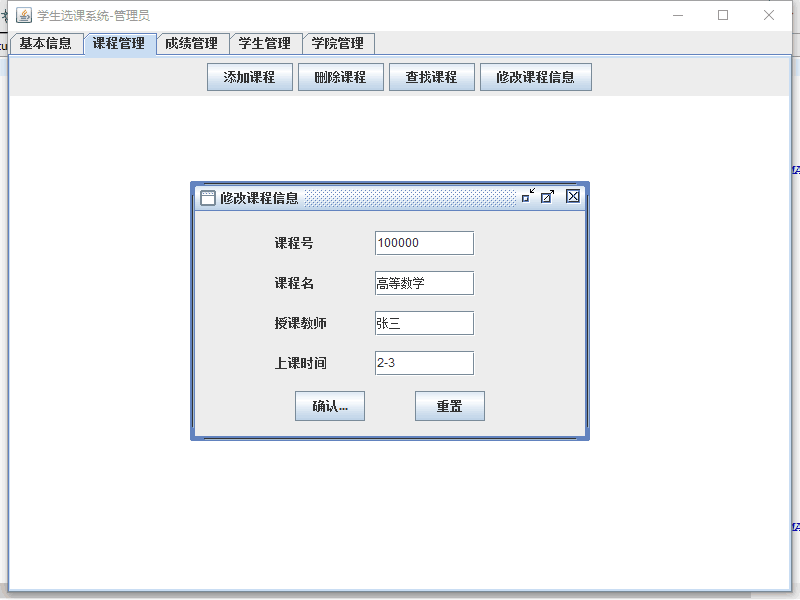 学生选课系统-管理员
基本信息 课程管理 成绩管理 学生管理 学院管理
添加课程 删除课程 查找课程 修改课程信息
修改课程信息
课程号 100000
课程名 高等数学
授课教师 张三
上课时间 2-3
确认... 重置